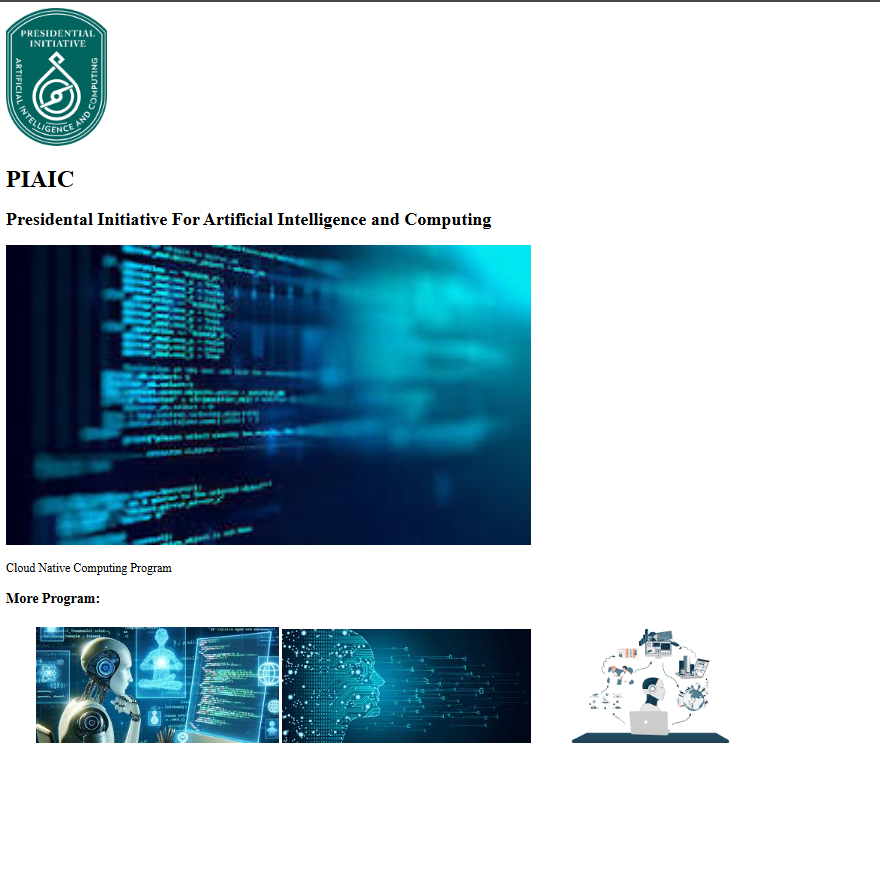 PRESIDENTIAL
INITIATIVE
ARTIFICIAL INTELLIGENCE AND COMPUTING
PIAIC
Presidental Initiative For Artificial Intelligence and Computing
Cloud Native Computing Program
More Program: